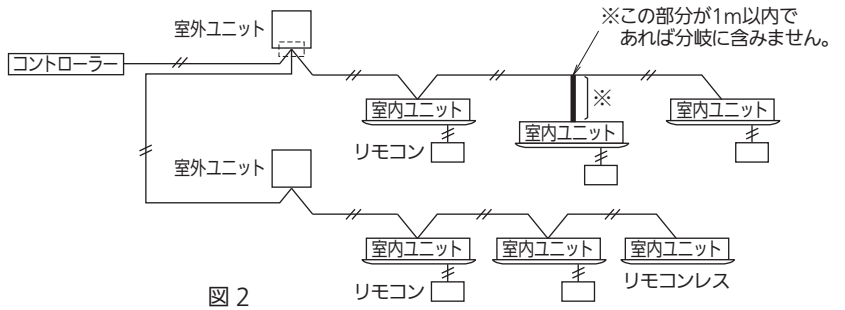 ※この部分が1m以内で
あれば分岐に含みません。
室外ユニット
コントローラー
※
室内ユニット
室内ユニット
室内ユニット
リモコン
室外ユニット
室内ユニット
室内ユニット
室内ユニット
リモコン
リモコンレス
図 2